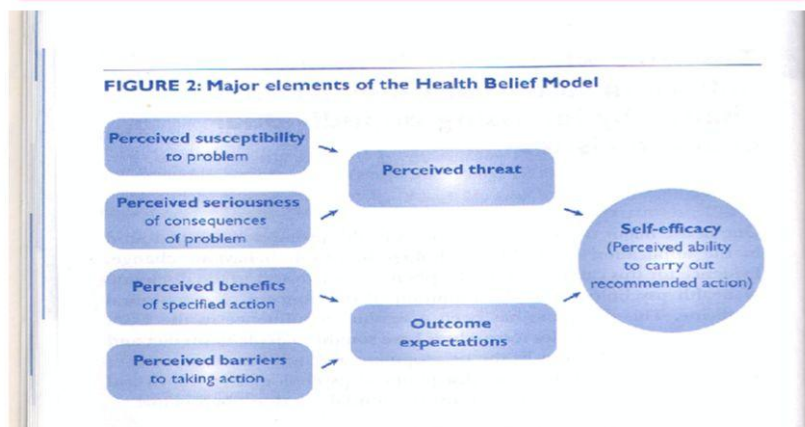 FIGURE 2: Major elements of the Health Belief Model
Perceived susceptibility
to problem
Perceived seriousness
of consequences
of problem
Perceived benefits
of specified action
Perceived barriers
to taking action
Perceived threat
Outcome
expectations
Self-efficacy
(Perceived ability
to carry out
recommended action)